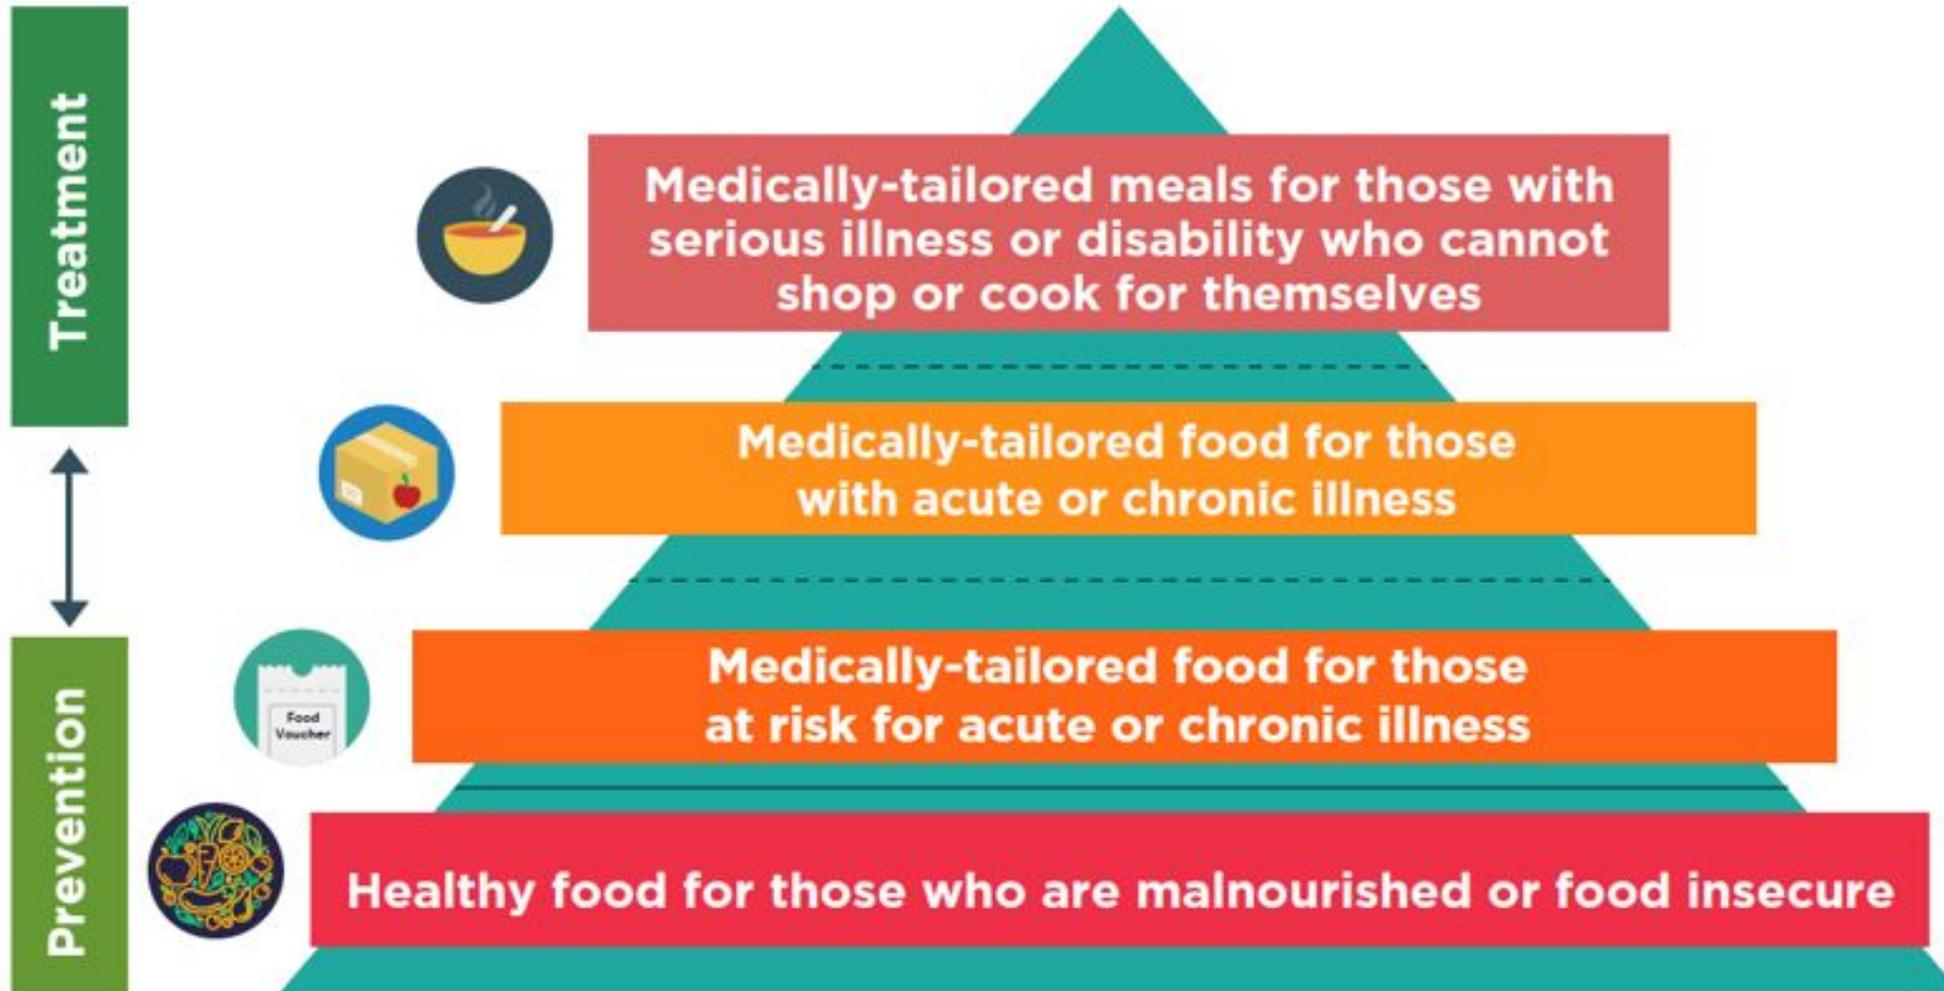 Treatment
Medically-tailored meals for those with
serious illness or disability who cannot
shop or cook for themselves
Medically-tailored food for those
with acute or chronic illness
Prevention
Food
Voucher
Medically-tailored food for those
at risk for acute or chronic illness
Healthy food for those who are malnourished or food insecure